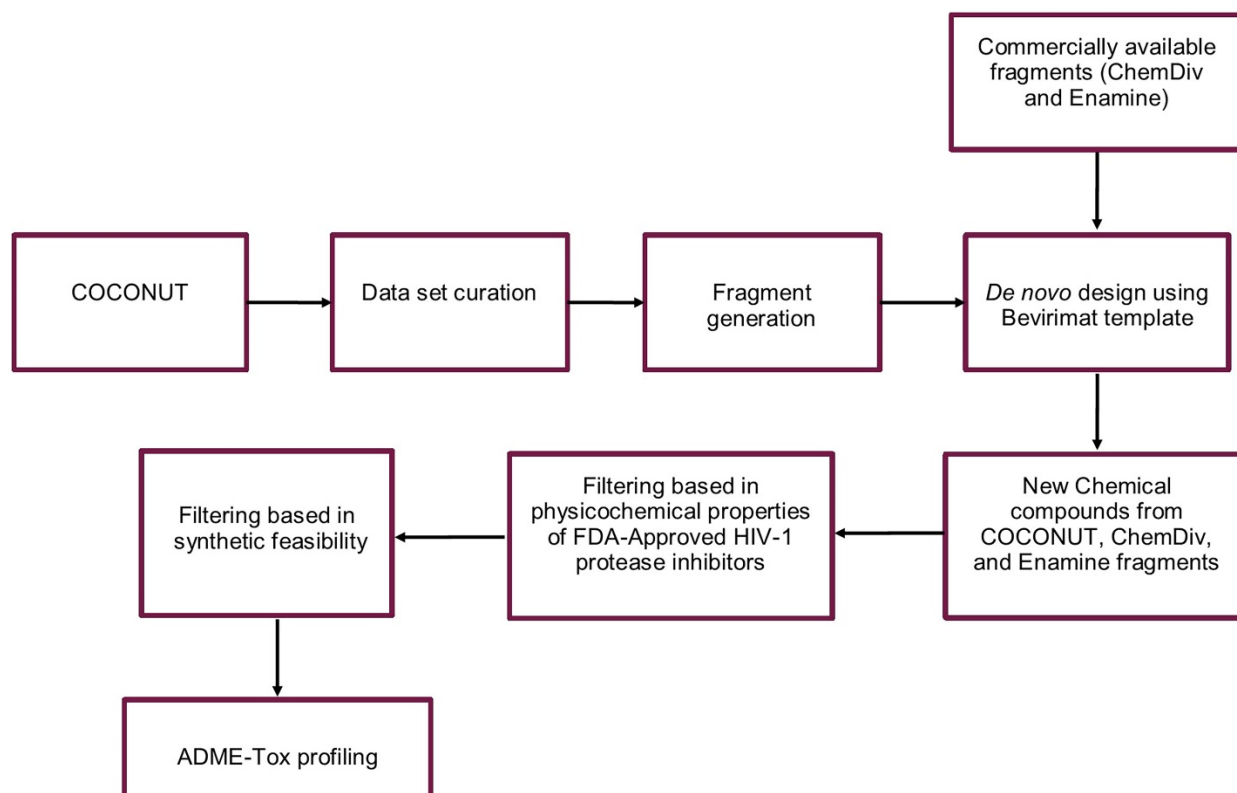 Commercially available
fragments (ChemDiv
and Enamine)
COCONUT
Data set curation
Fragment
generation
De novo design using
Bevirimat template
New Chemical
compounds from
COCONUT, ChemDiv,
and Enamine fragments
Filtering based in
physicochemical properties
of FDA-Approved HIV-1
protease inhibitors
Filtering based in
synthetic feasibility
ADME-Tox profiling